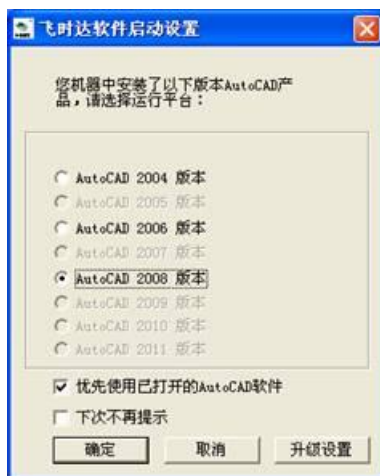 飞时达软件启动设置
您机器中安装了以下版本AutoCAD产
品，请选择运行平台：
AutoCAD 2004 版本
AutoCAD 2005 版本
AutoCAD 2006 版本
AutoCAD 2007 版本
AutoCAD 2008 版本
AutoCAD 2009 版本
AutoCAD 2010 版本
AutoCAD 2011 版本
优先使用已打开的AutoCAD软件
下次不再提示
确定 取消 升级设置